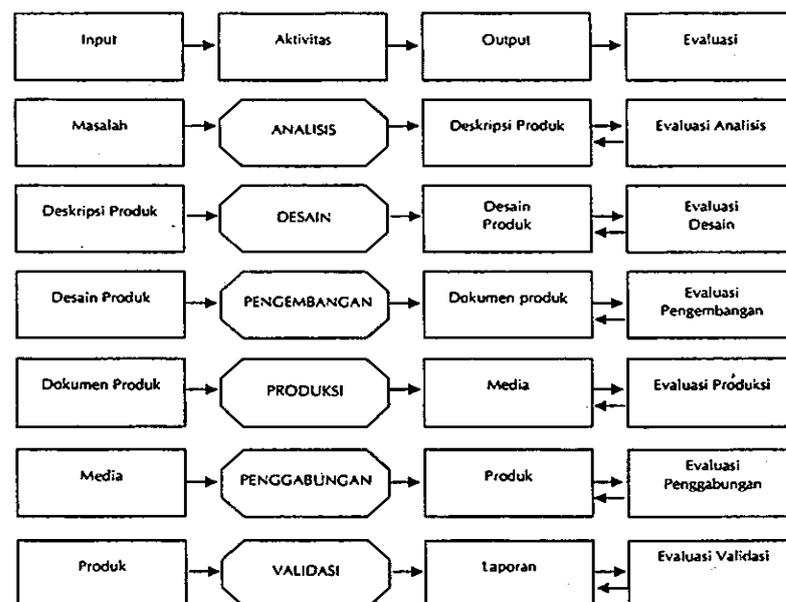 Input
Aktivitas
Output
Evaluasi
Masalah
ANALISIS
Deskripsi Produk
Evaluasi Analisis
Deskripsi Produk
DESAIN
Desain
Produk
Evaluasi
Desain
Desain Produk
PENGEMBANGAN
Dokumen produk
Evaluasi
Pengembangan
Dokumen Produk
PRODUKSI
Media
Evaluasi Produksi
Media
PENGGABUNGAN
Produk
Evaluasi
Penggabungan
Produk
VALIDASI
Laporan
Evaluasi Validasi